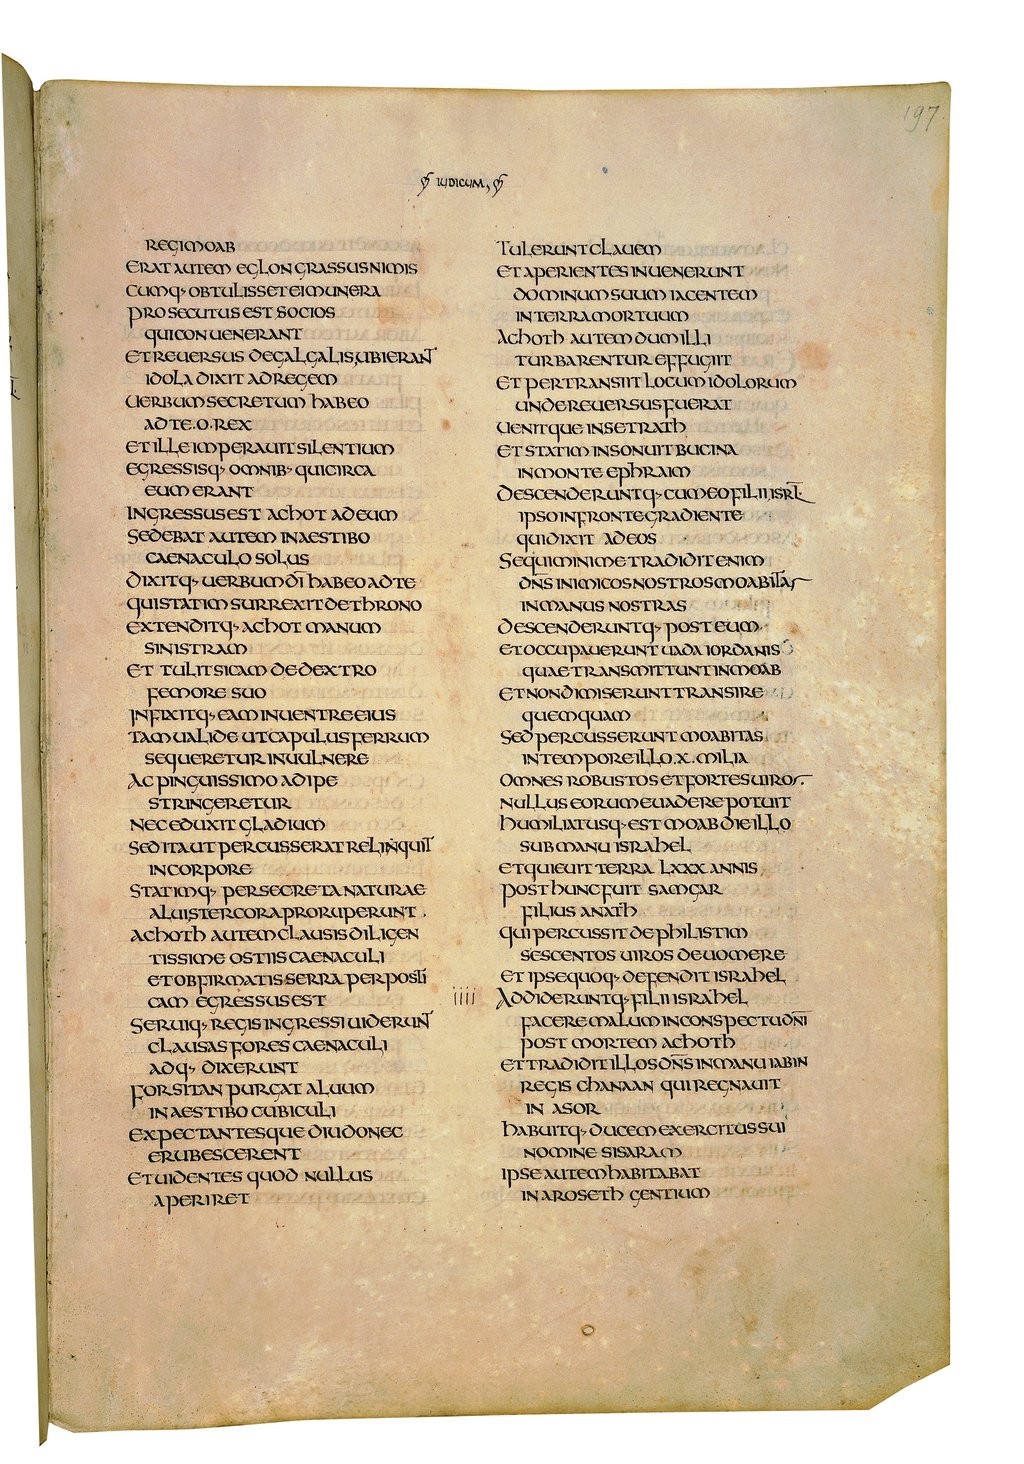 197
IUDICUM,
REGI MOAB
ERAT AUTEM EGLON GRASSUS NIMIS
CUMQ· OBTULISSET EI MUNERA
PROSECUTUS EST SOCIOS
QUI CONUENERANT
ET REUERSUS DE GALGALIS, UBI ERAN̄T
IDOLA DIXIT AD REGEM
UERBUM SECRETUM HABEO
AD TE · O · REX
ET ILLE IMPERAUIT SILENTIUM
EGRESSISQ· OMNIB· QUI CIRCA
EUM ERANT
INGRESSUS EST ACHOT AD EUM
SEDEBAT AUTEM IN AESTIBO
CAENACULO SOLUS
DIXITQ· UERBUM D̄I HABEO AD TE
QUI STATIM SURREXIT DE THRONO
EXTENDITQ· ACHOT MANUM
SINISTRAM
ET TULIT SICAM DE DEXTRO
FEMORE SUO
INFIXITQ· EAM IN UENTRE EIUS
TAM UALIDE UT CAPULUS FERRUM
SEQUERETUR IN UULNERE
AC PINGUISSIMO ADIPE
STRINGERETUR
NEC EDUXIT GLADIUM
SED ITA UT PERCUSSERAT RELINQUIT
IN CORPORE
STATIMQ· PER SECRETA NATURAE
ALUI STERCORA PRORUPERUNT
ACHOTH AUTEM CLAUSIS DILIGEN
TISSIME OSTIIS CAENACULI
ET OBFIRMATIS SERRA PER POSTI
CAM EGRESSUS EST
SERUIQ· REGIS INGRESSI UIDERUNT
CLAUSAS FORES CAENACULI
ADQ· DIXERUNT
FORSITAN PURGAT ALUUM
IN AESTIBO CUBICULI
EXPECTANTESQUE DIU DONEC
ERUBESCERENT
ET UIDENTES QUOD NULLUS
APERIRET
TULERUNT CLAUEM
ET APERIENTES INUENERUNT
DOMINUM SUUM IACENTEM
IN TERRA MORTUUM
ACHOTH AUTEM DUM ILLI
TURBARENTUR EFFUGIIT
ET PERTRANSIIT LOCUM IDOLORUM
UNDE REUERSUS FUERAT
UENITQUE IN SETRATH
ET STATIM INSONUIT BUCINA
IN MONTE EPHRAIM
DESCENDERUNTQ· CUM EO FILII ISRL̄
IPSO IN FRONTE GRADIENTE
QUI DIXIT AD EOS
SEQUIMINI ME TRADIDIT ENIM
DN̄S INIMICOS NOSTROS MOABITAS
IN MANUS NOSTRAS
DESCENDERUNTQ· POST EUM
ET OCCUPAUERUNT UADA IORDANIS
QUAE TRANSMITTUNT IN MOAB
ET NON DIMISERUNT TRANSIRE
QUEMQUAM
SED PERCUSSERUNT MOABITAS
IN TEMPORE ILLO · X · MILIA
OMNES ROBUSTOS ET FORTES UIROS
NULLUS EORUM EUADERE POTUIT
HUMILIATUSQ· EST MOAB DIE ILLO
SUB MANU ISRAHEL
ET QUIEUIT TERRA LXXX ANNIS
POST HUNC FUIT SAMGAR
FILIUS ANATH
QUI PERCUSSIT DE PHILISTIM
SESCENTOS UIROS DE UOMERE
ET IPSE QUOQ· DEFENDIT ISRAHEL
IIII ADDIDERUNTQ· FILII ISRAHEL
FACERE MALUM IN CONSPECTU DN̄I
POST MORTEM ACHOTH
ET TRADIDIT ILLOS DN̄S IN MANU IABIN
REGIS CHANAAN QUI REGNAUIT
IN ASOR
HABUITQ· DUCEM EXERCITUS SUI
NOMINE SISARAM
IPSE AUTEM HABITABAT
IN AROSETH GENTIUM